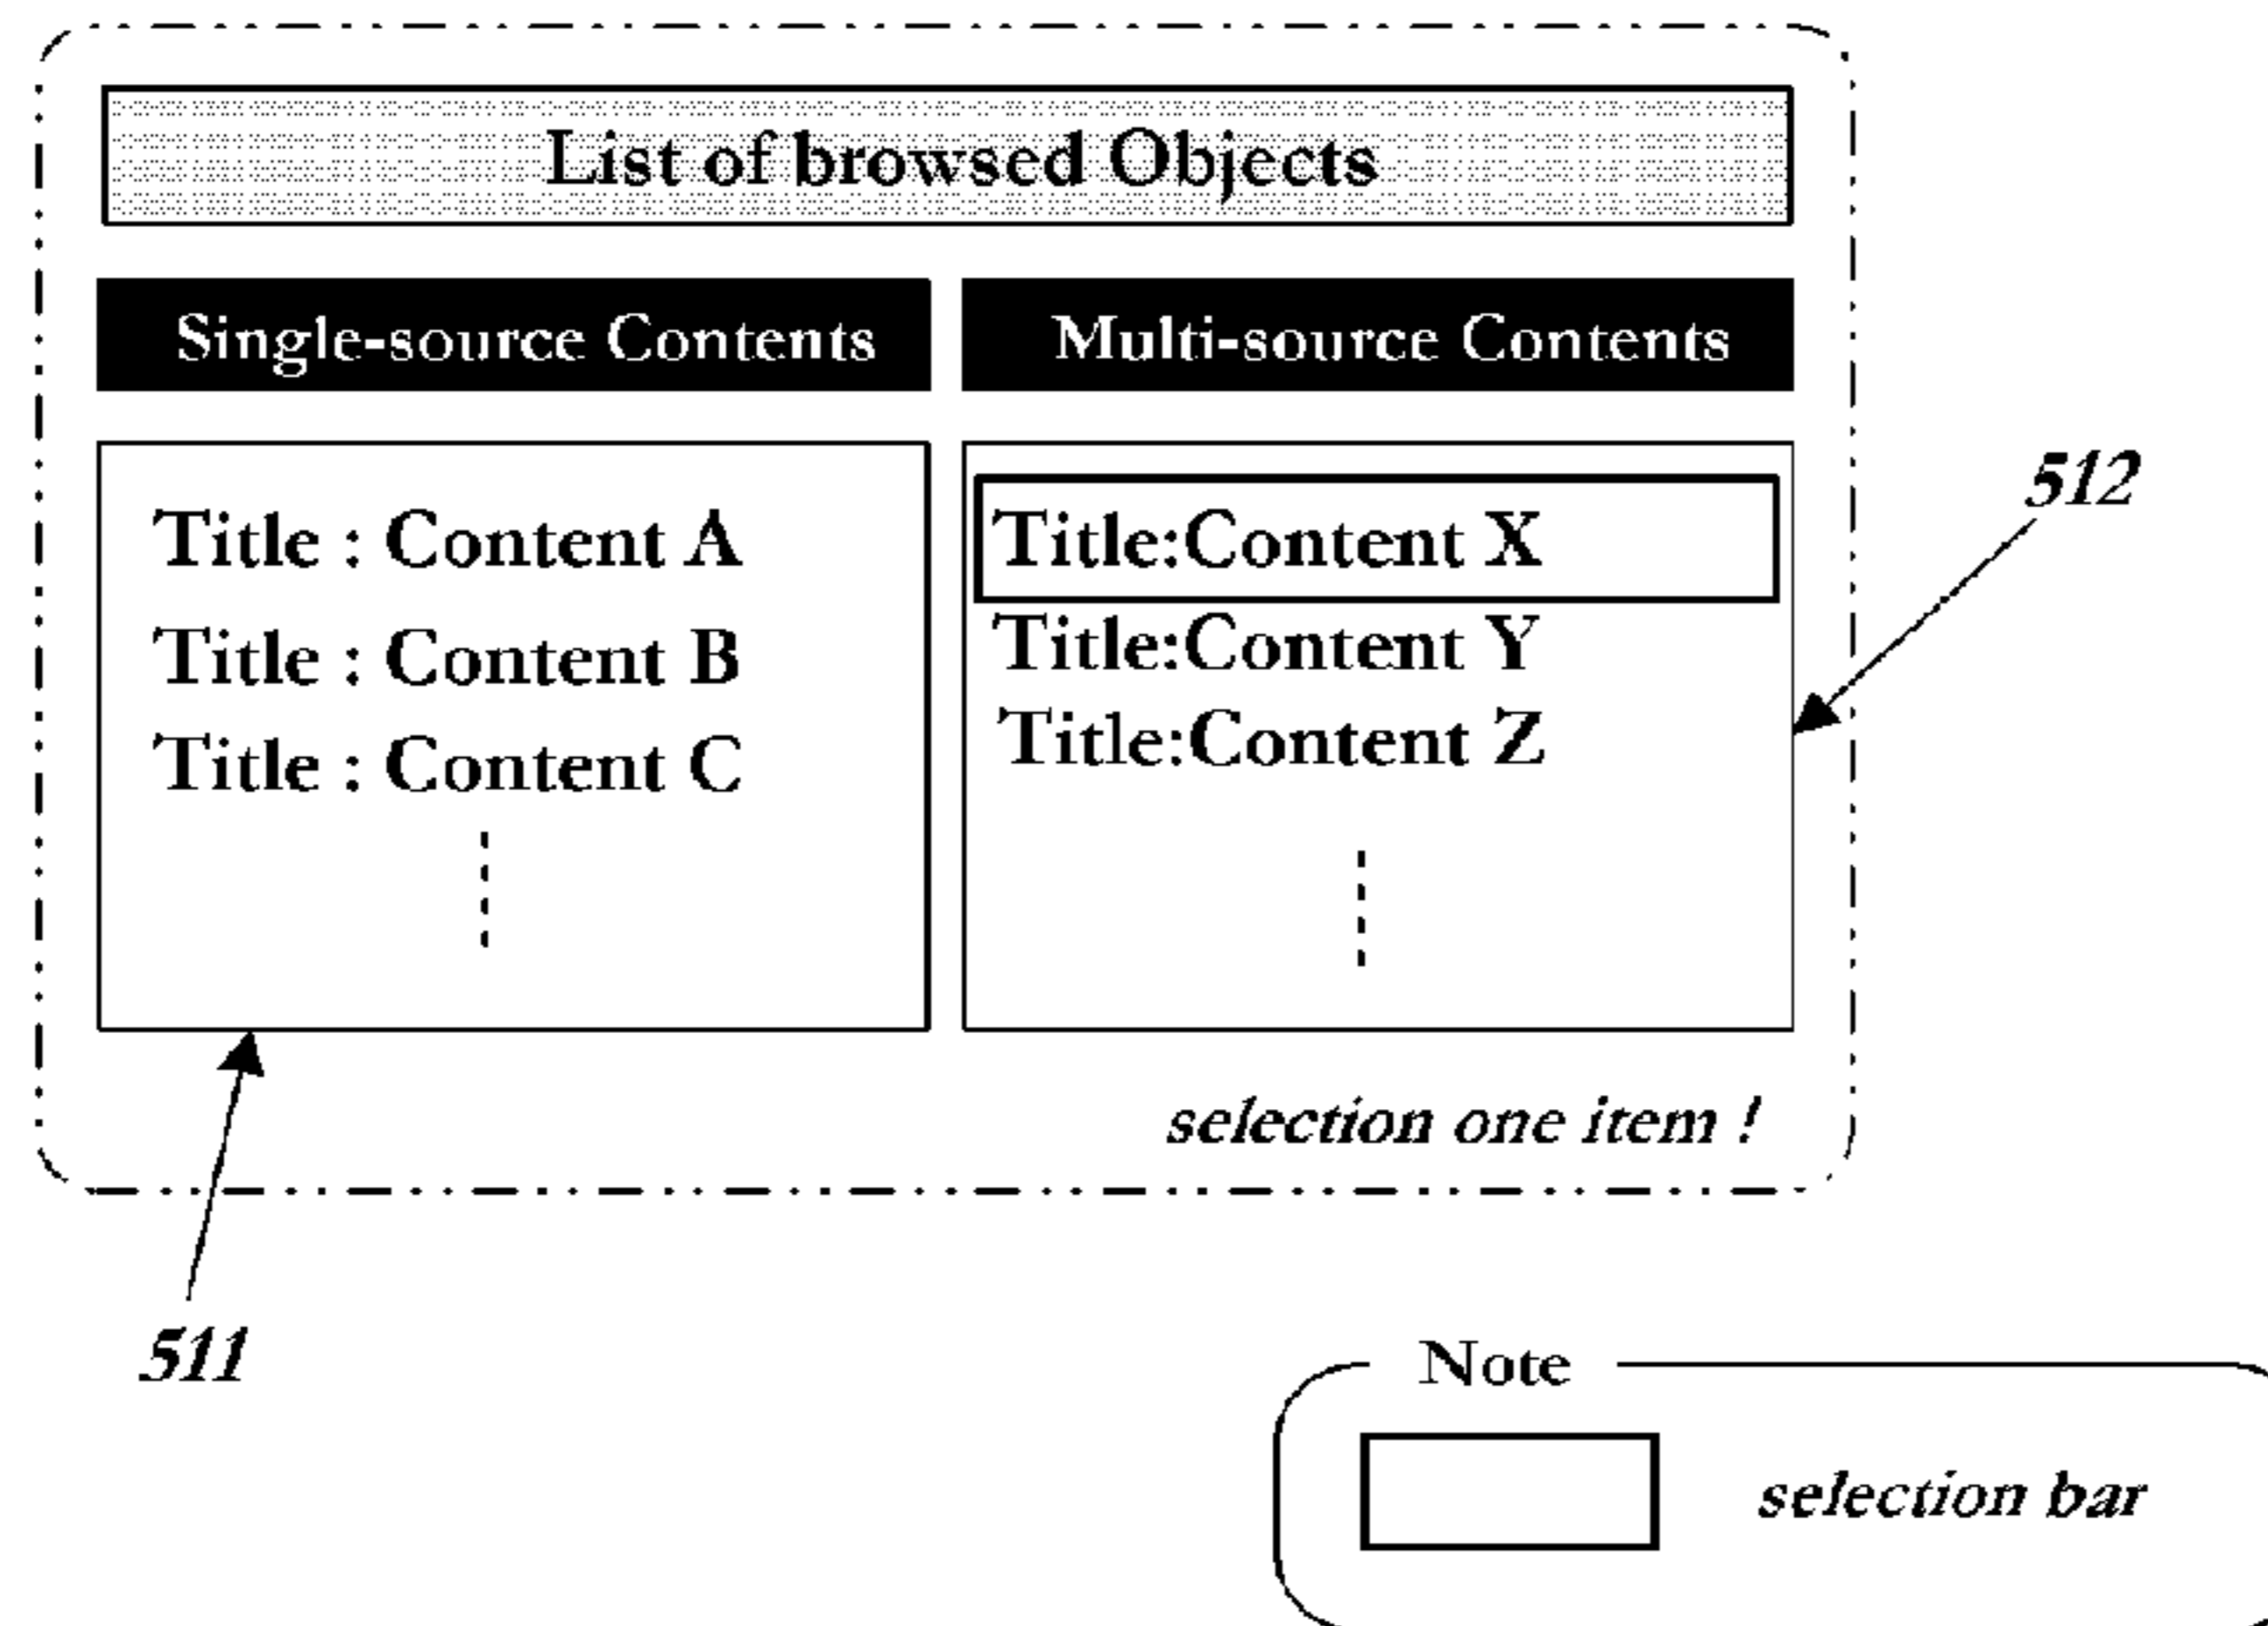 List of browsed Objects
Single-source Contents
Multi-source Contents
Title : Content A
Title : Content B
Title : Content C
Title:Content X
Title:Content Y
Title:Content Z
512
selection one item !
511
Note
selection bar